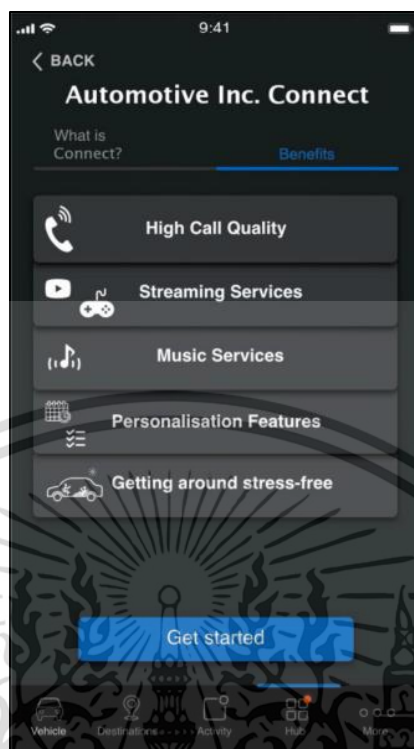 9:41
BACK
Automotive Inc. Connect
What is
Connect?
Benefits
High Call Quality
Streaming Services
Music Services
Personalisation Features
Getting around stress-free
Get started
Vehicle
Destinations
Activity
Hub
More